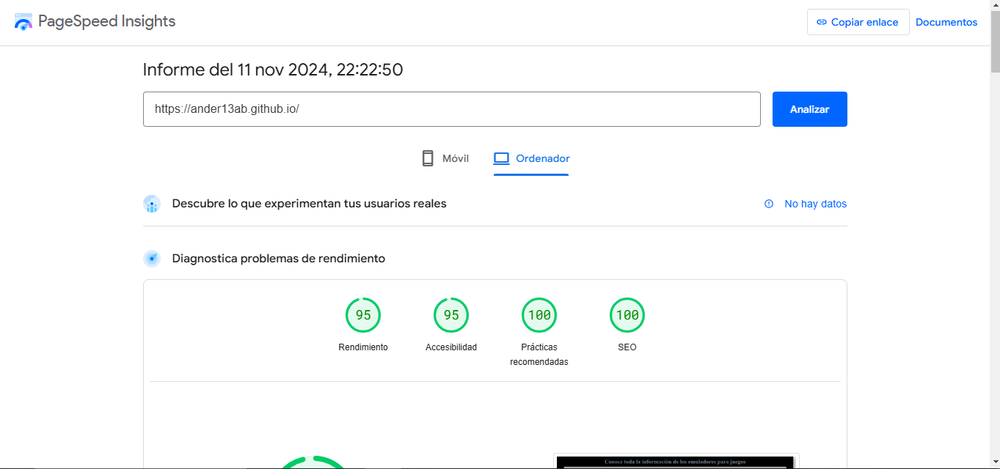 PageSpeed Insights
Copiar enlace
Documentos
Informe del 11 nov 2024, 22:22:50
https://ander13ab.github.io/
Analizar
Móvil
Ordenador
Descubre lo que experimentan tus usuarios reales
No hay datos
Diagnostica problemas de rendimiento
95
95
100
100
Rendimiento
Accesibilidad
Prácticas
recomendadas
SEO
Conoce toda la información de los emuladores para juegos